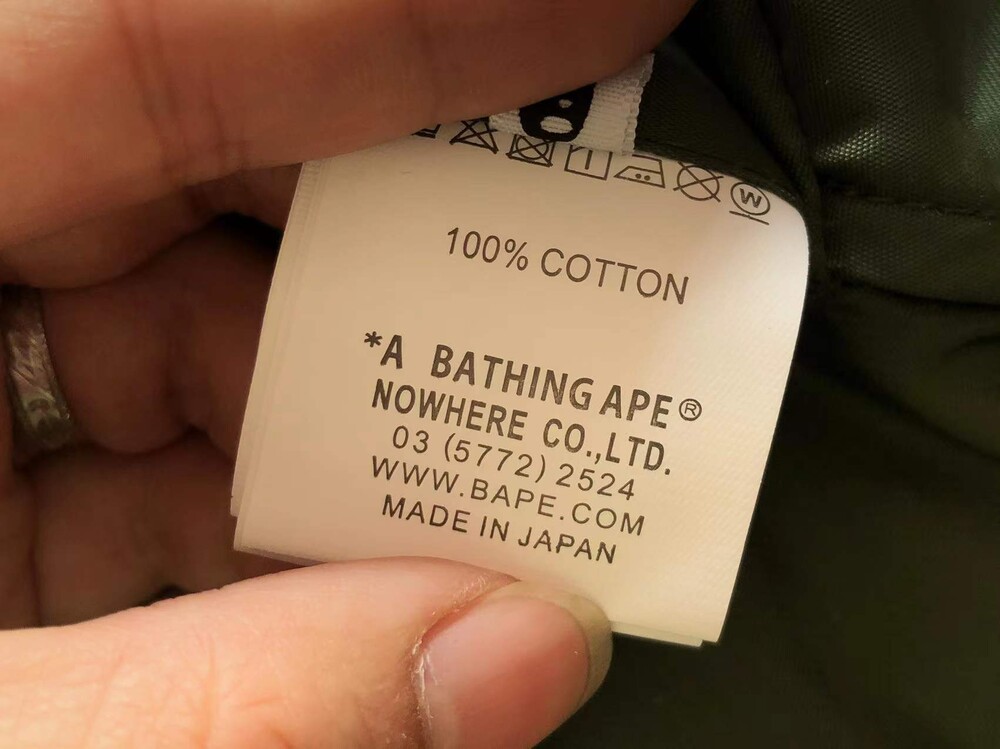 W
100% COTTON
*A BATHING APE®
NOWHERE CO.,LTD.
03 (5772) 2524
WWW.BAPE.COM
MADE IN JAPAN